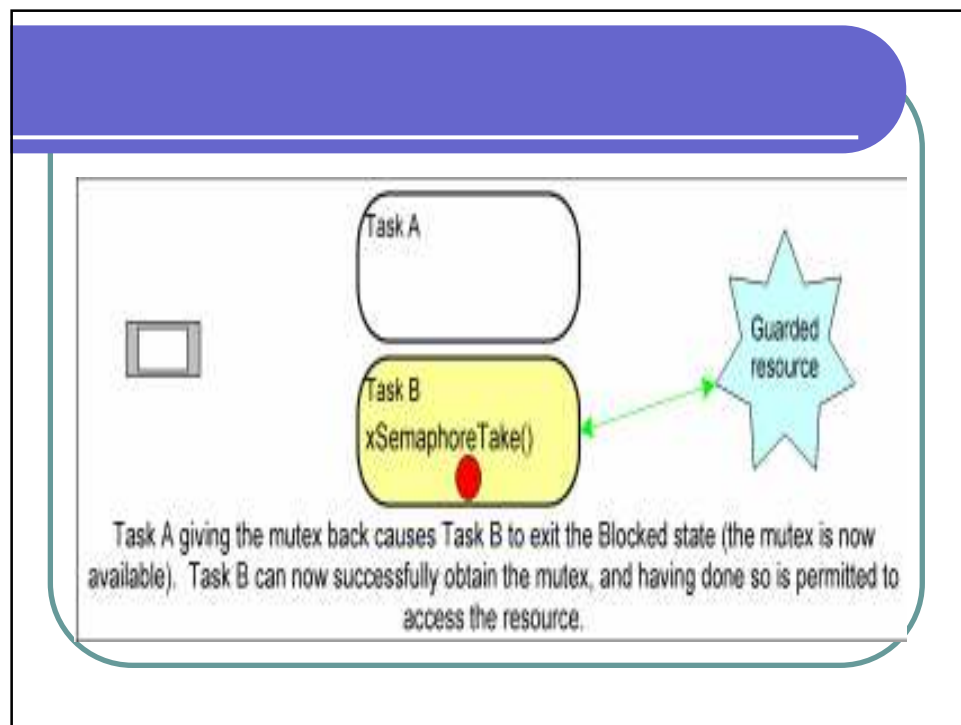 Task A
Guarded
resource
Task B
xSemaphoreTake()
Task A giving the mutex back causes Task B to exit the Blocked state (the mutex is now
available).  Task B can now successfully obtain the mutex, and having done so is permitted to
access the resource.